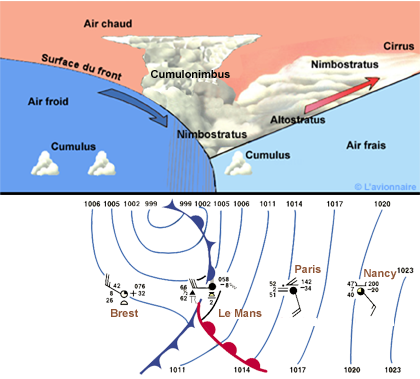 Air chaud
Cirrus
Surface du front
Nimbostratus
Cumulonimbus
Air froid
Altostratus
Nimbostratus
Air frais
Cumulus
Cumulus
© L'avionnaire
1006 1005 1002 999 999 1002 1005 1006 1011 1014 1017 1020
Paris
Nancy
1023
42 076
8 + 32
26
66 058
62 2
52 142
2 -34
51
47 200
7 -20
40
Brest
Le Mans
1011 1014 1017 1020 1023